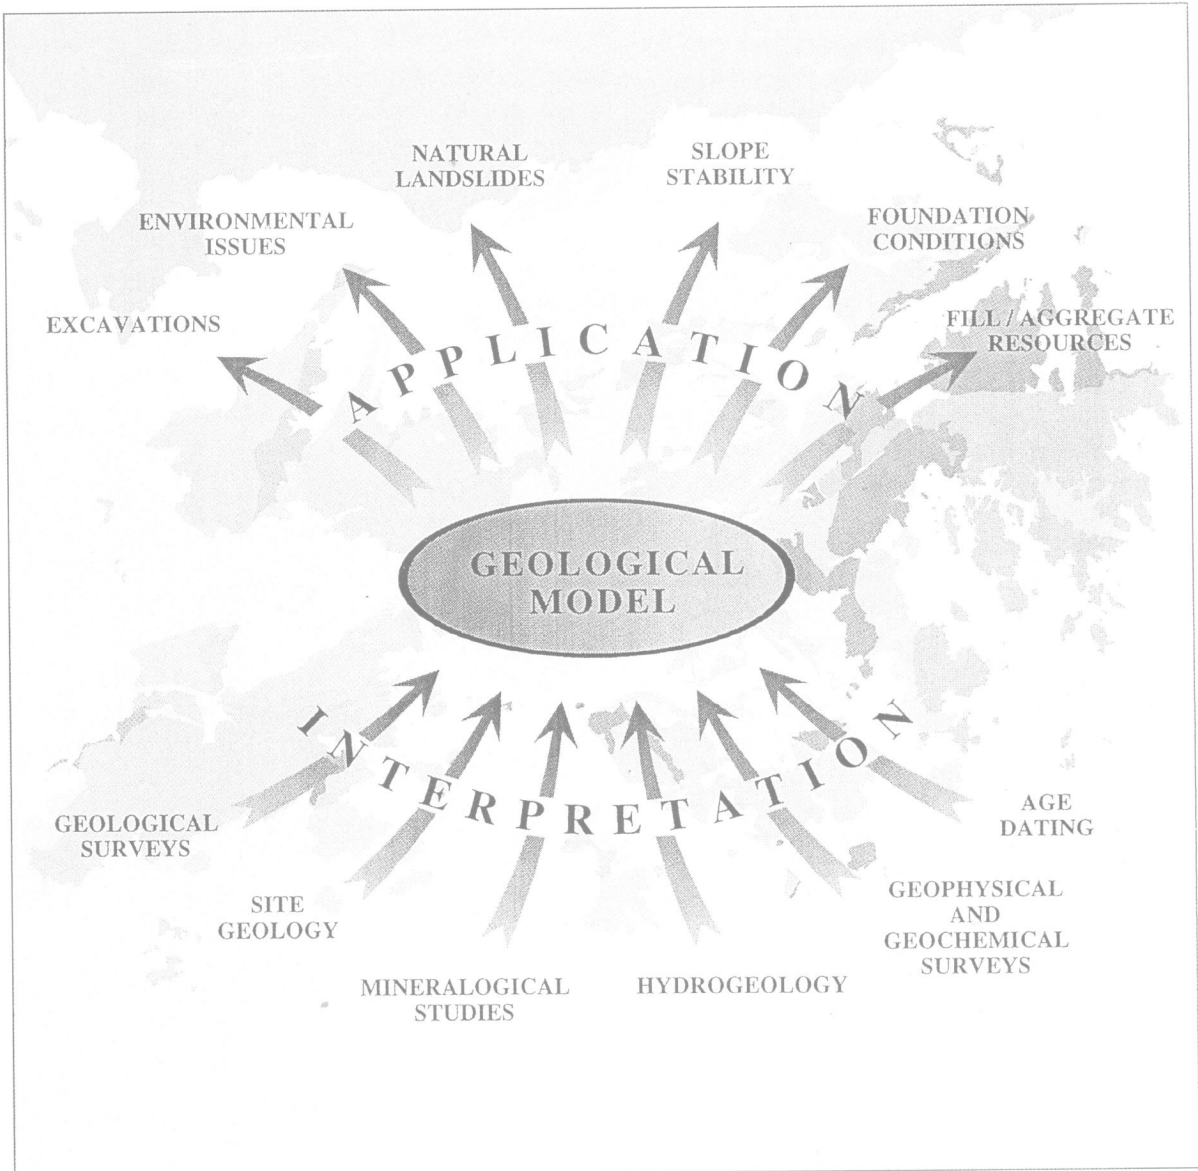 NATURAL
LANDSLIDES
SLOPE
STABILITY
ENVIRONMENTAL
ISSUES
FOUNDATION
CONDITIONS
EXCAVATIONS
FILL / AGGREGATE
RESOURCES
APPLICATION
GEOLOGICAL
MODEL
INTERPRETATION
GEOLOGICAL
SURVEYS
AGE
DATING
SITE
GEOLOGY
GEOPHYSICAL
AND
GEOCHEMICAL
SURVEYS
MINERALOGICAL
STUDIES
HYDROGEOLOGY